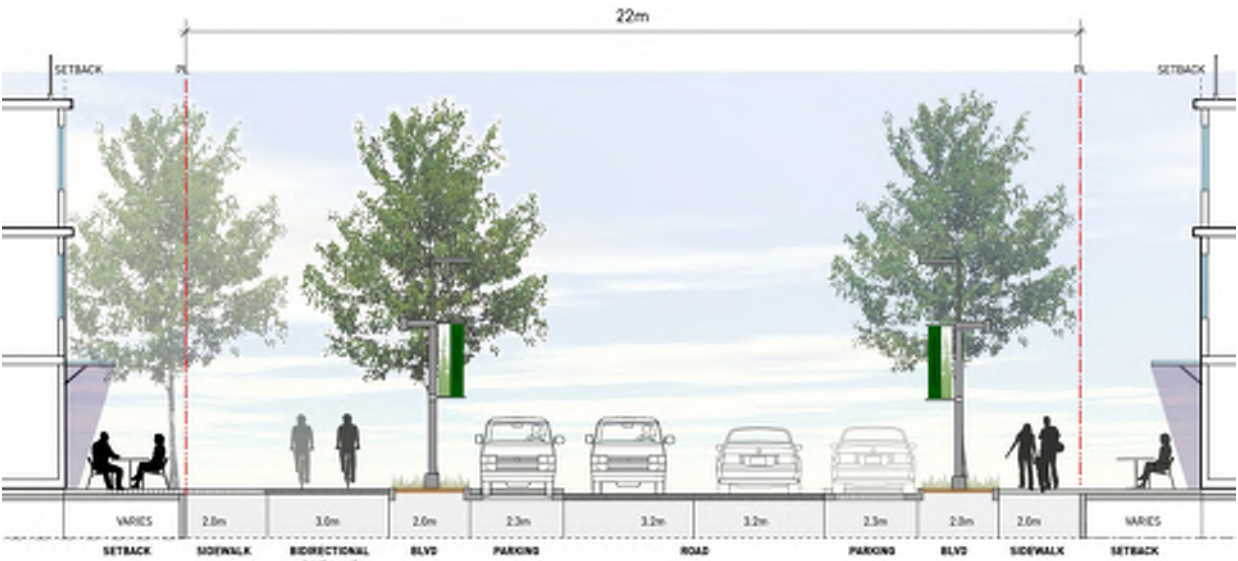 22m
SETBACK PL PL SETBACK
VARIES 2.0m 3.0m 2.0m 2.3m 3.2m 3.2m 2.3m 2.0m 2.0m VARIES
SETBACK SIDEWALK BIDIRECTIONAL BLVD PARKING ROAD PARKING BLVD SIDEWALK SETBACK